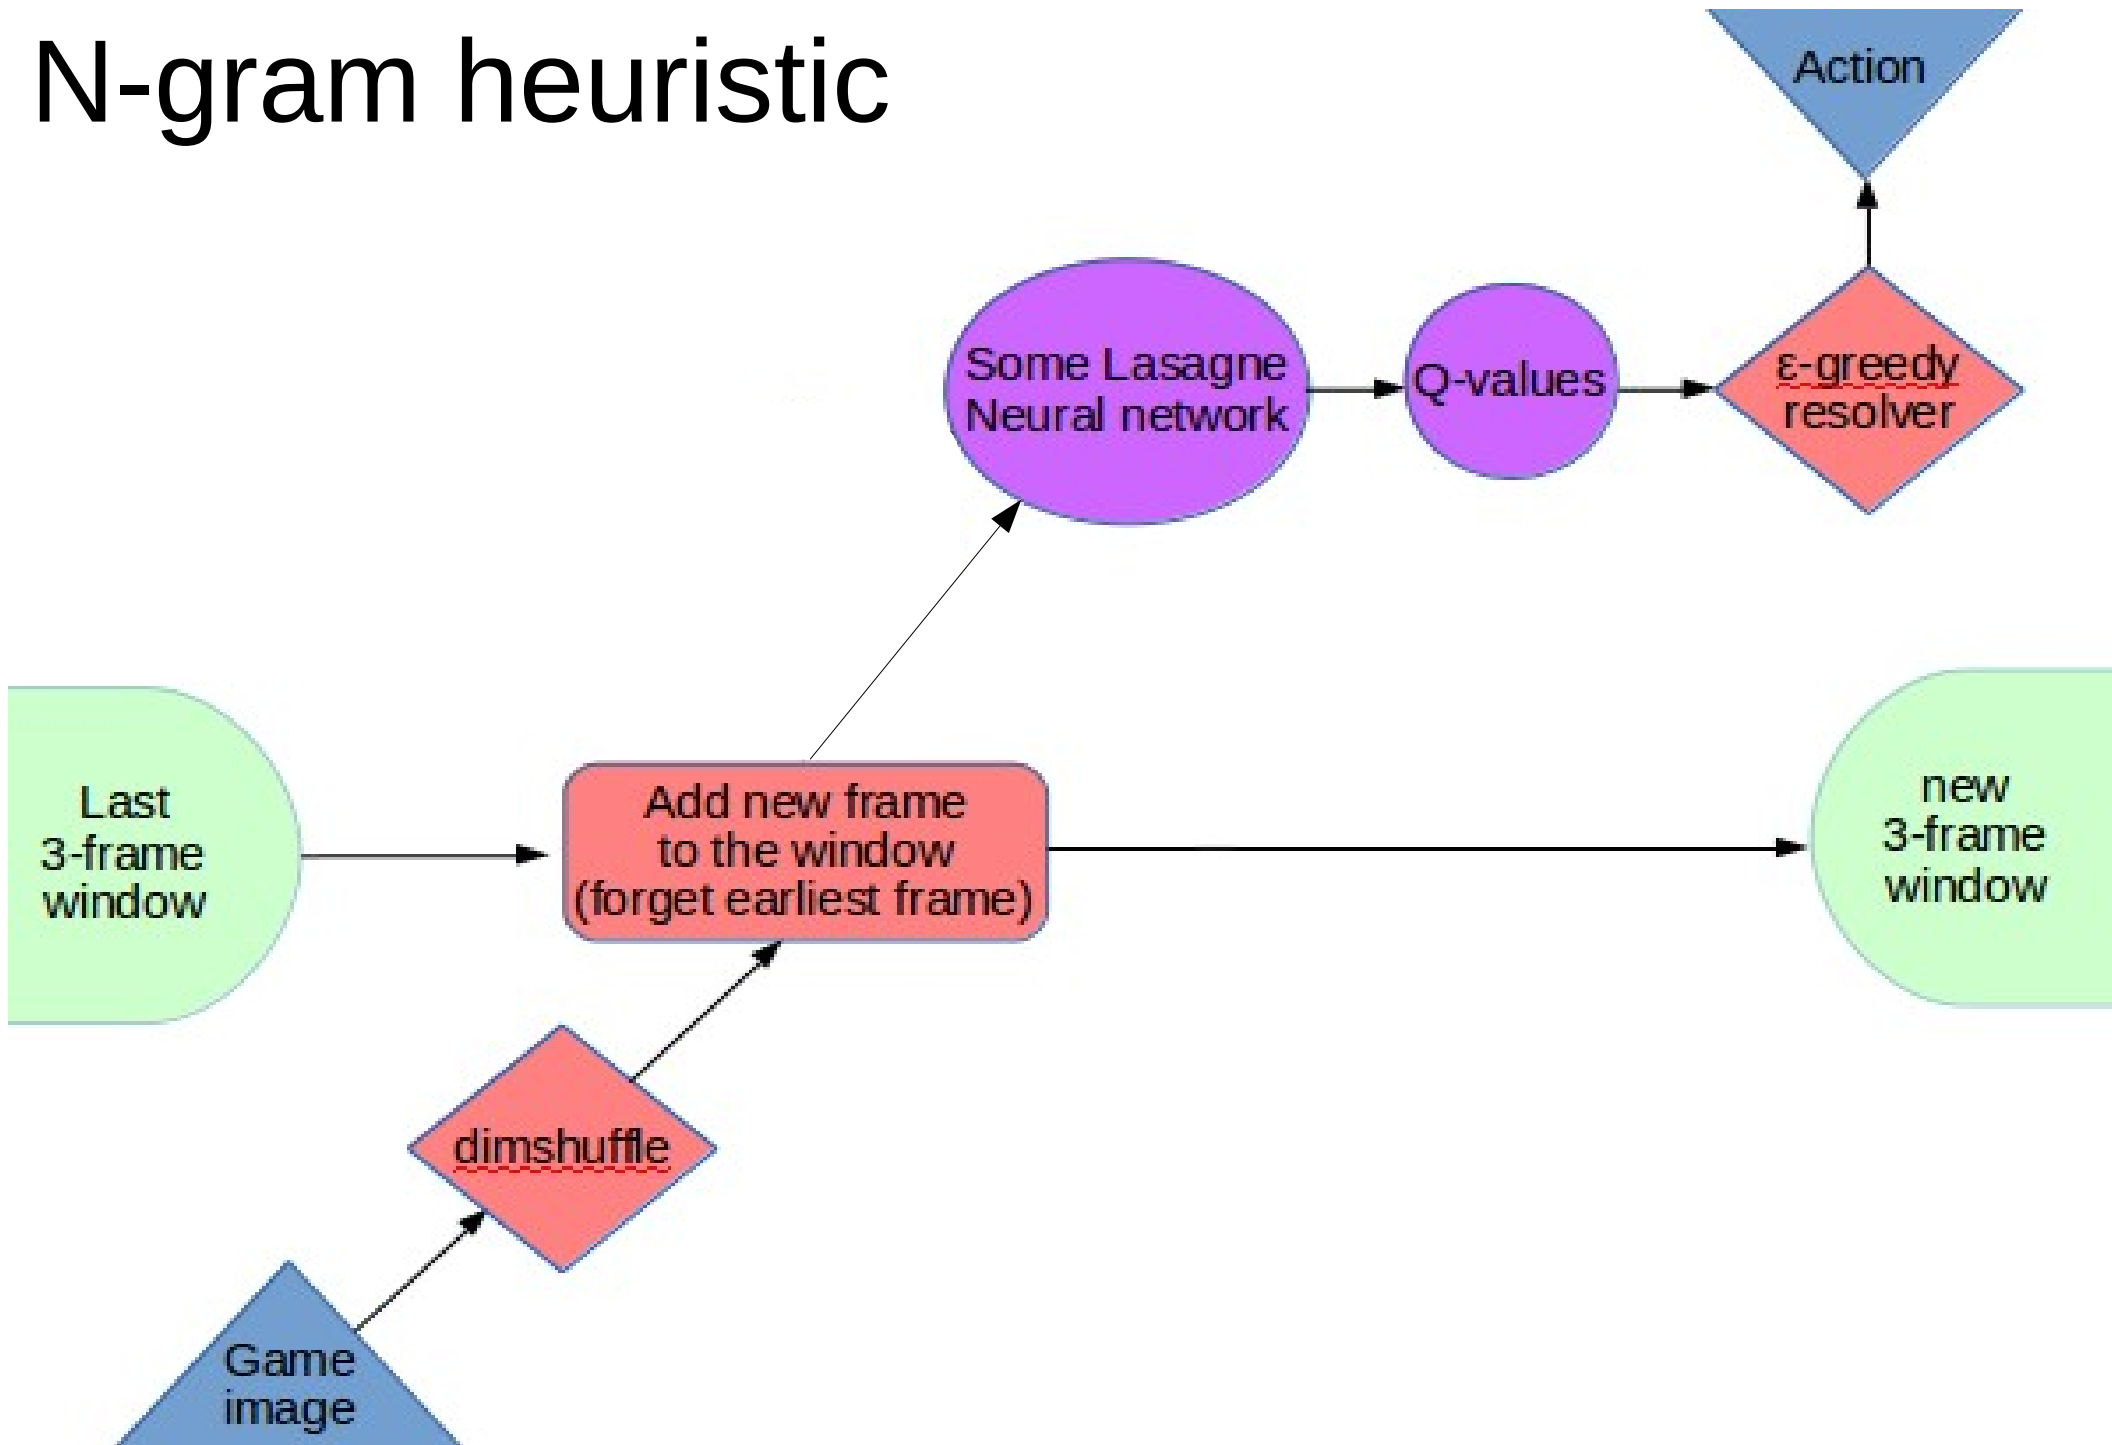 N-gram heuristic
Action
Some Lasagne
Neural network
Q-values
ε-greedy
resolver
Last
3-frame
window
Add new frame
to the window
(forget earliest frame)
new
3-frame
window
dimshuffle
Game
image